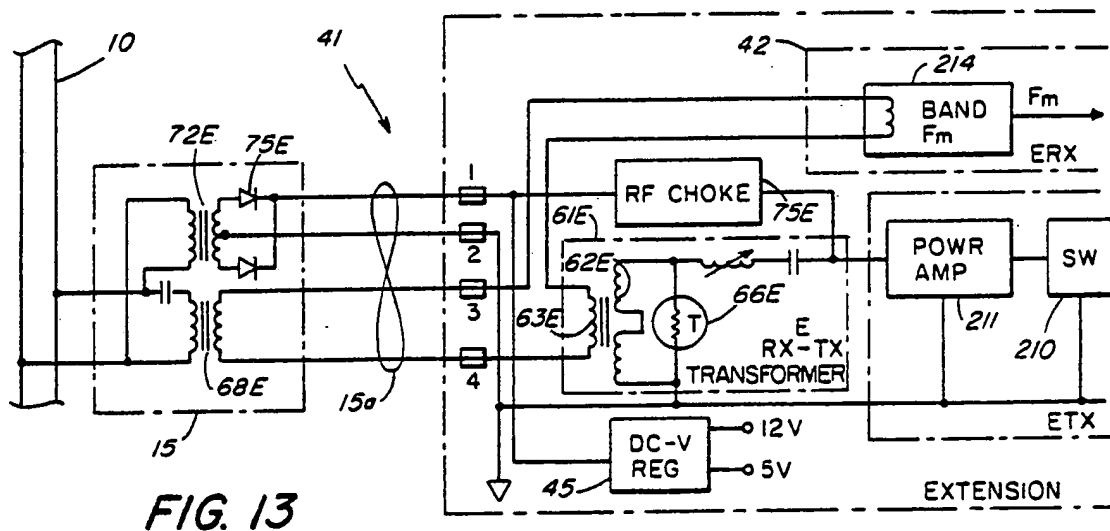 10
41
42
214
BAND
Fm
Fm
ERX
72E
75E
1
RF CHOKE
75E
61E
2
62E
POWR
AMP
SW
3
66E
T
63E
211
210
E
RX-TX
TRANSFORMER
4
68E
15a
15
ETX
DC-V
REG
12V
5V
45
EXTENSION
FIG. 13